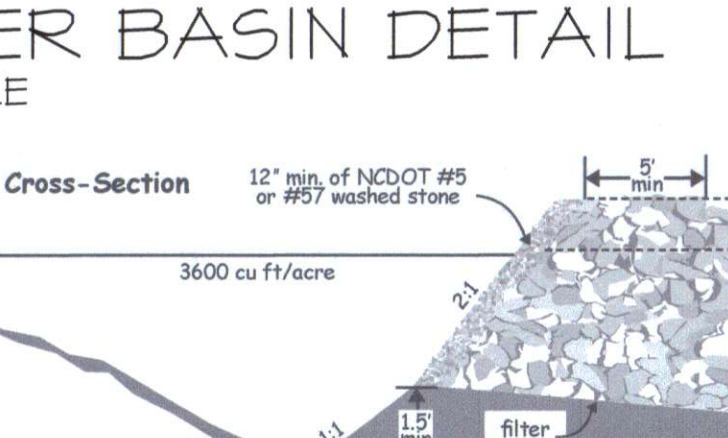 ER BASIN DETAIL
LE
Cross-Section
12" min. of NCDOT #5
or #57 washed stone
5'
min
3600 cu ft/acre
2:1
1:1
1.5'
min
filter